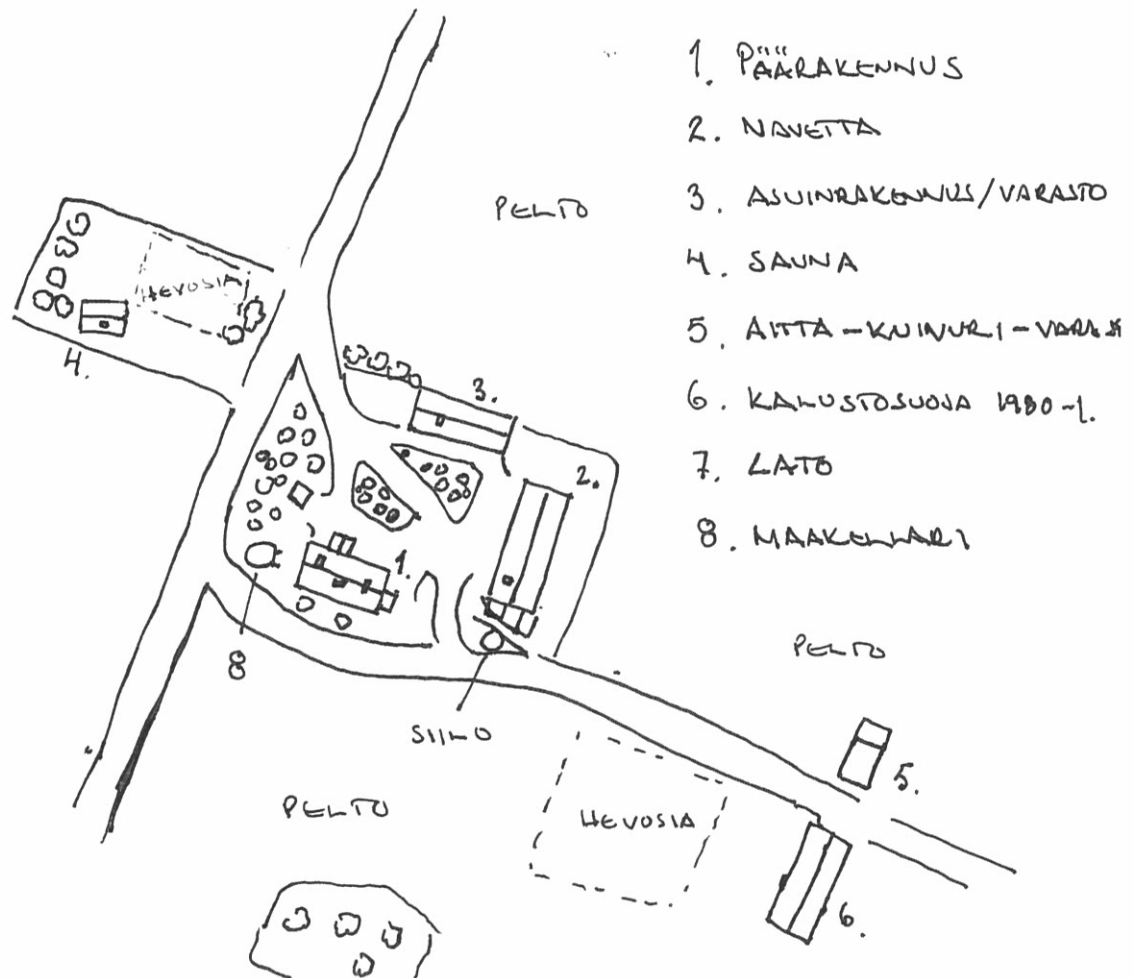 1. PÄÄRAKENNUS
2. NAVETTA
3. ASUINRAKENNUS/VARASTO
4. SAUNA
5. AITTA-KUIVURI-VARASTO
6. KALUSTOSUOJA 1980-l.
7. LATO
8. MAAKELLARI
PELTO
HEVOSIA
4.
3.
2.
1.
8
SIILO
PELTO
PELTO
HEVOSIA
5.
6.